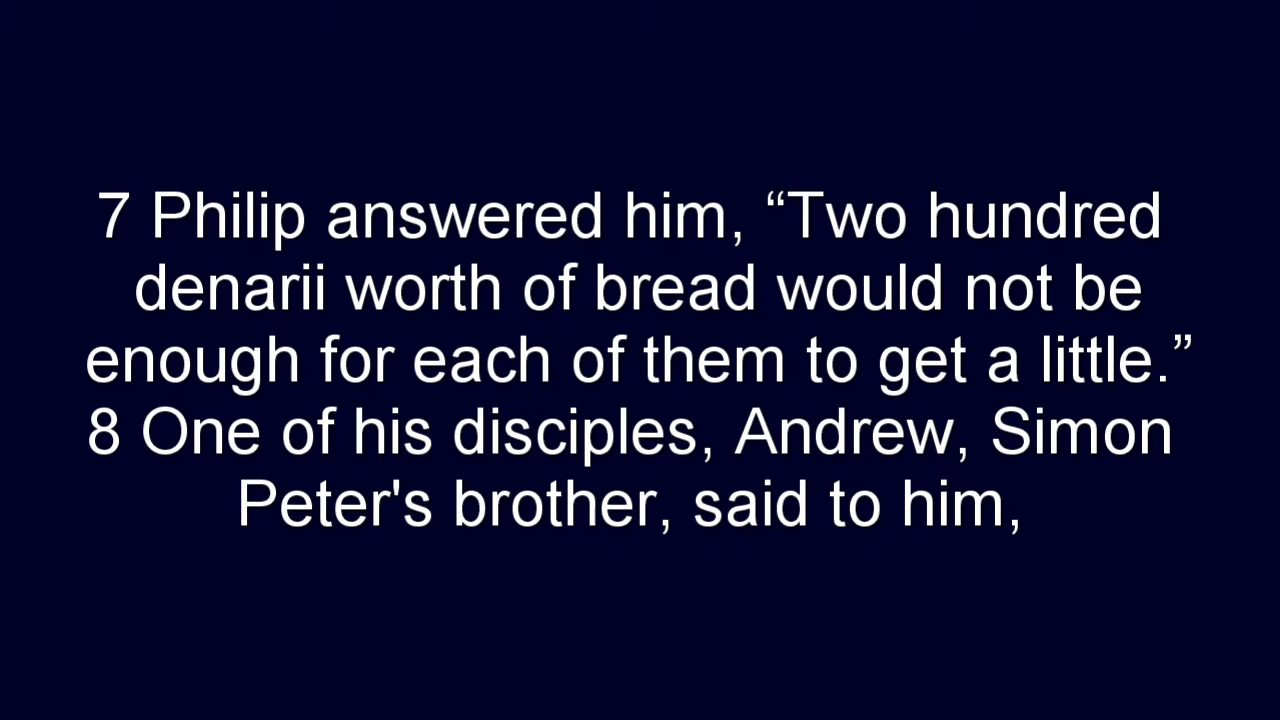 7 Philip answered him, “Two hundred
denarii worth of bread would not be
enough for each of them to get a little.”
8 One of his disciples, Andrew, Simon
Peter's brother, said to him,